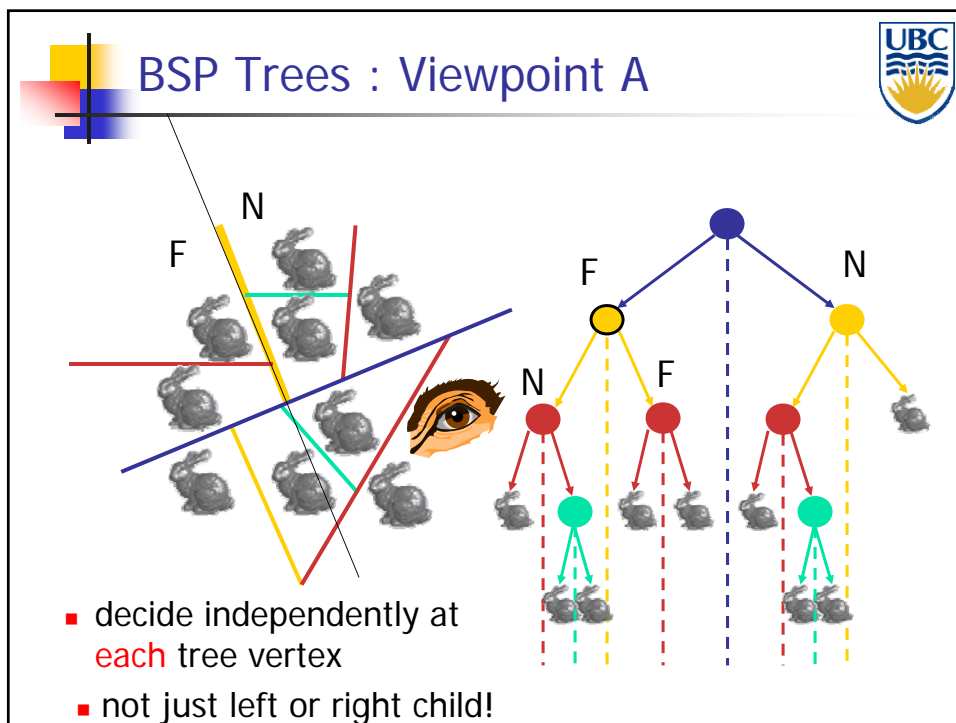 BSP Trees : Viewpoint A
UBC
N
F
F
N
N
F
▪ decide independently at
each tree vertex
▪ not just left or right child!